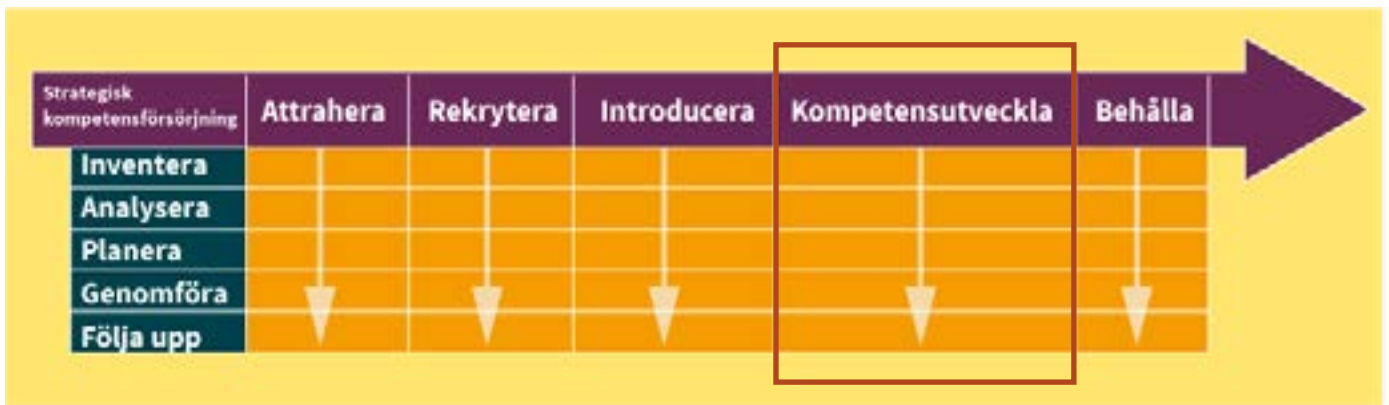 Strategisk
kompetensförsörjning
Attrahera
Rekrytera
Introducera
Kompetensutveckla
Behålla
Inventera
Analysera
Planera
Genomföra
Följa upp